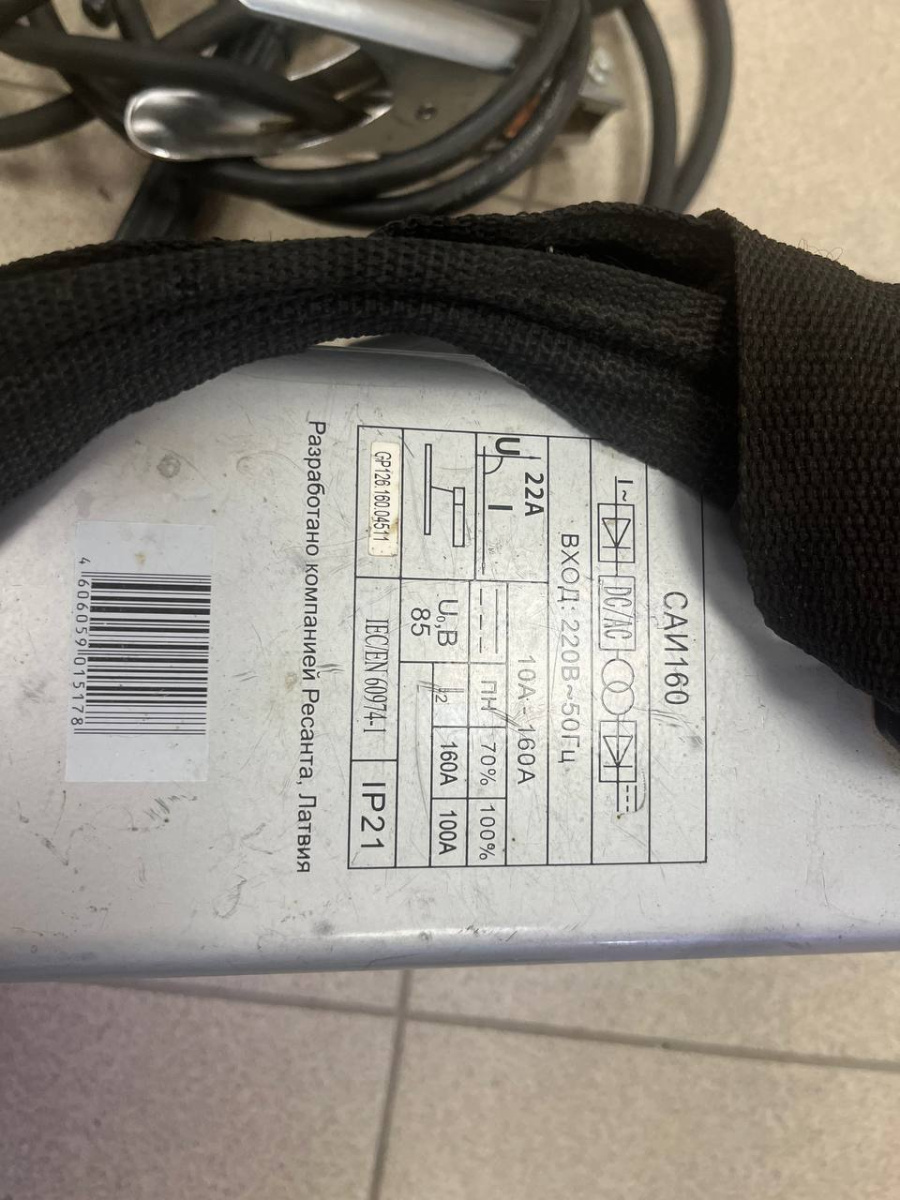 САИ160
1~ DC/AC
ВХОД: 220В~50Гц
22А 10А - 160А
U I ПН 70% 100%
U₀,В 85 I₂ 160А 100А
GP126.160.04511 IEC/EN 60974-1 IP21
Разработано компанией Ресанта, Латвия
4 606059 015178